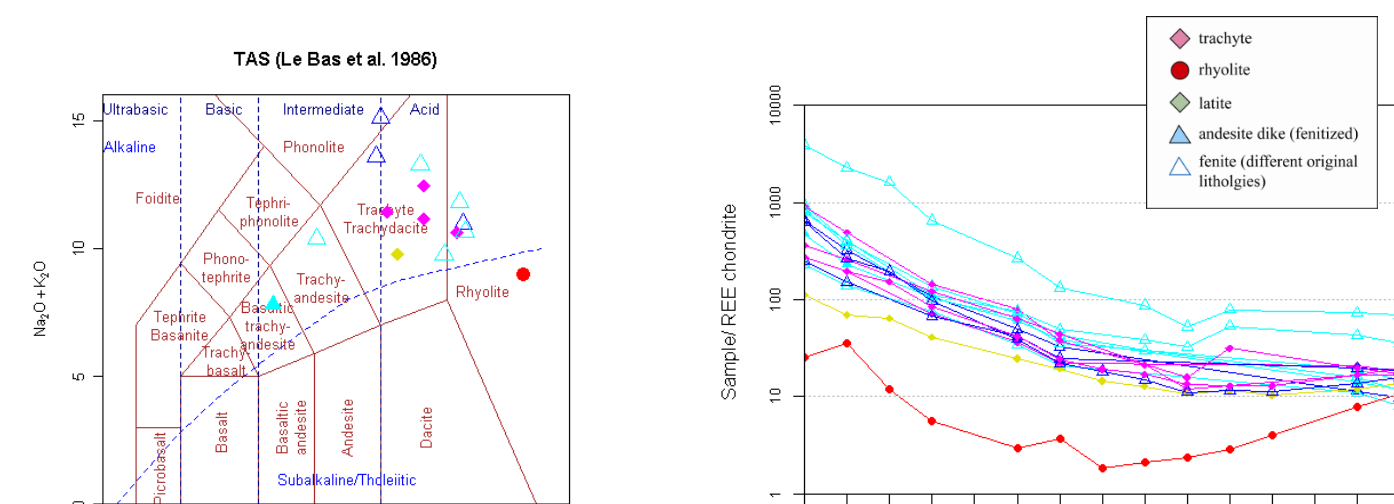 TAS (Le Bas et al. 1986)
Ultrabasic
Basic
Intermediate
Acid
Alkaline
Phonolite
Foidite
Tephri-
phonolite
Trachyte
Trachydacite
Phono-
tephrite
Trachy-
andesite
Rhyolite
Basaltic
trachy-
andesite
Tephrite
Basanite
Trachy-
basalt
Picrobasalt
Basalt
Basaltic
andesite
Andesite
Dacite
Subalkaline/Tholeiitic
Na₂O + K₂O
15
10
5
0
trachyte
rhyolite
latite
andesite dike (fenitized)
fenite (different original
litholgies)
Sample/ REE chondrite
10000
1000
100
10
1